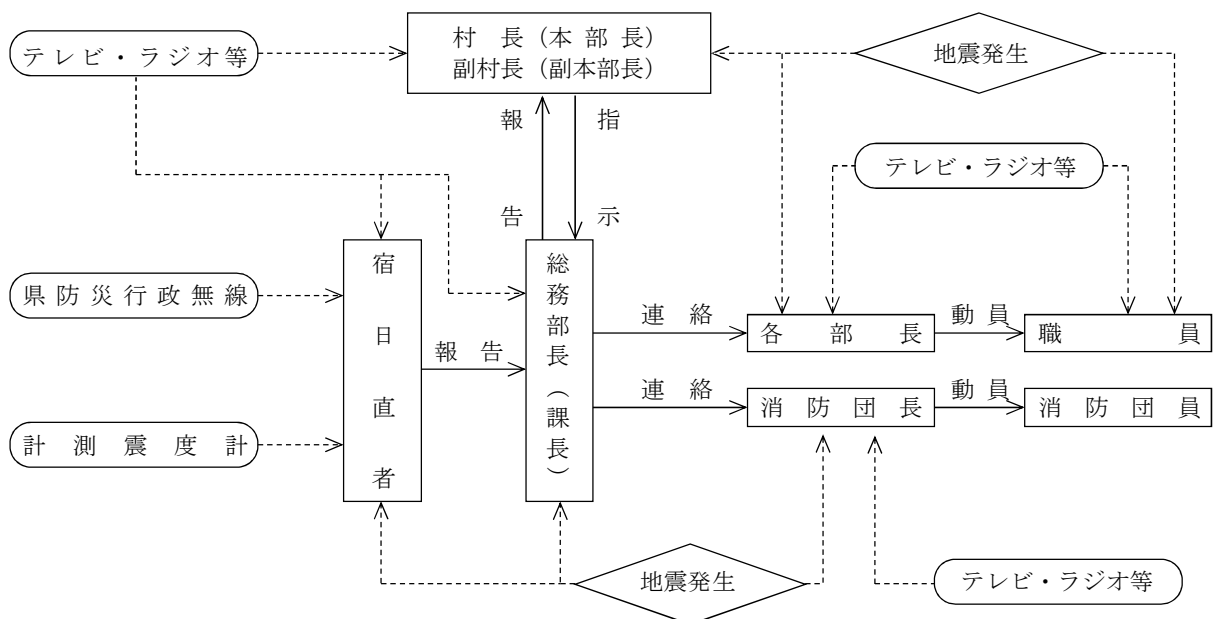 村長（本部長）
副村長（副本部長）
テレビ・ラジオ等
地震発生
報告
指示
テレビ・ラジオ等
宿日直者
総務部長（課長）
県防災行政無線
計測震度計
報告
連絡
各部長
動員
職員
連絡
消防団長
動員
消防団員
地震発生
テレビ・ラジオ等